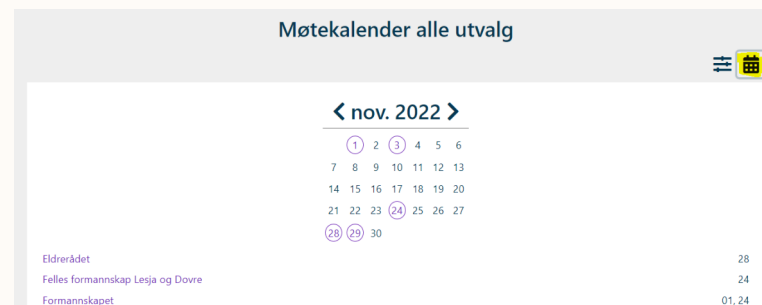 Møtekalender alle utvalg
nov. 2022
1 2 3 4 5 6
7 8 9 10 11 12 13
14 15 16 17 18 19 20
21 22 23 24 25 26 27
28 29 30
Eldrerådet 28
Felles formannskap Lesja og Dovre 24
Formannskapet 01, 24